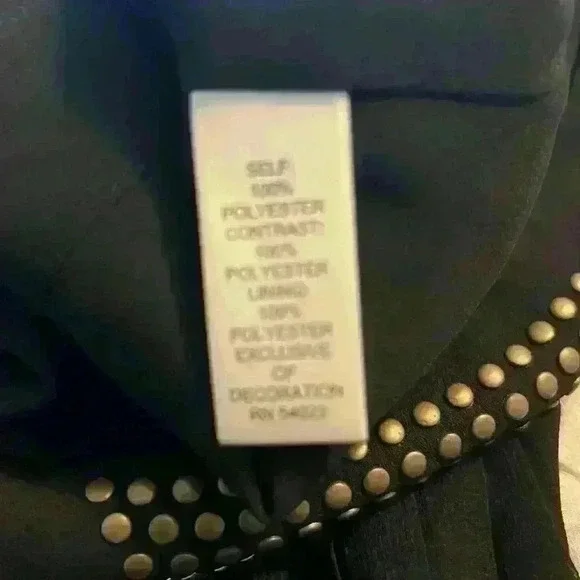 SELF:
100%
POLYESTER
CONTRAST:
100%
POLYESTER
LINING:
100%
POLYESTER
EXCLUSIVE
OF
DECORATION
RN 54023